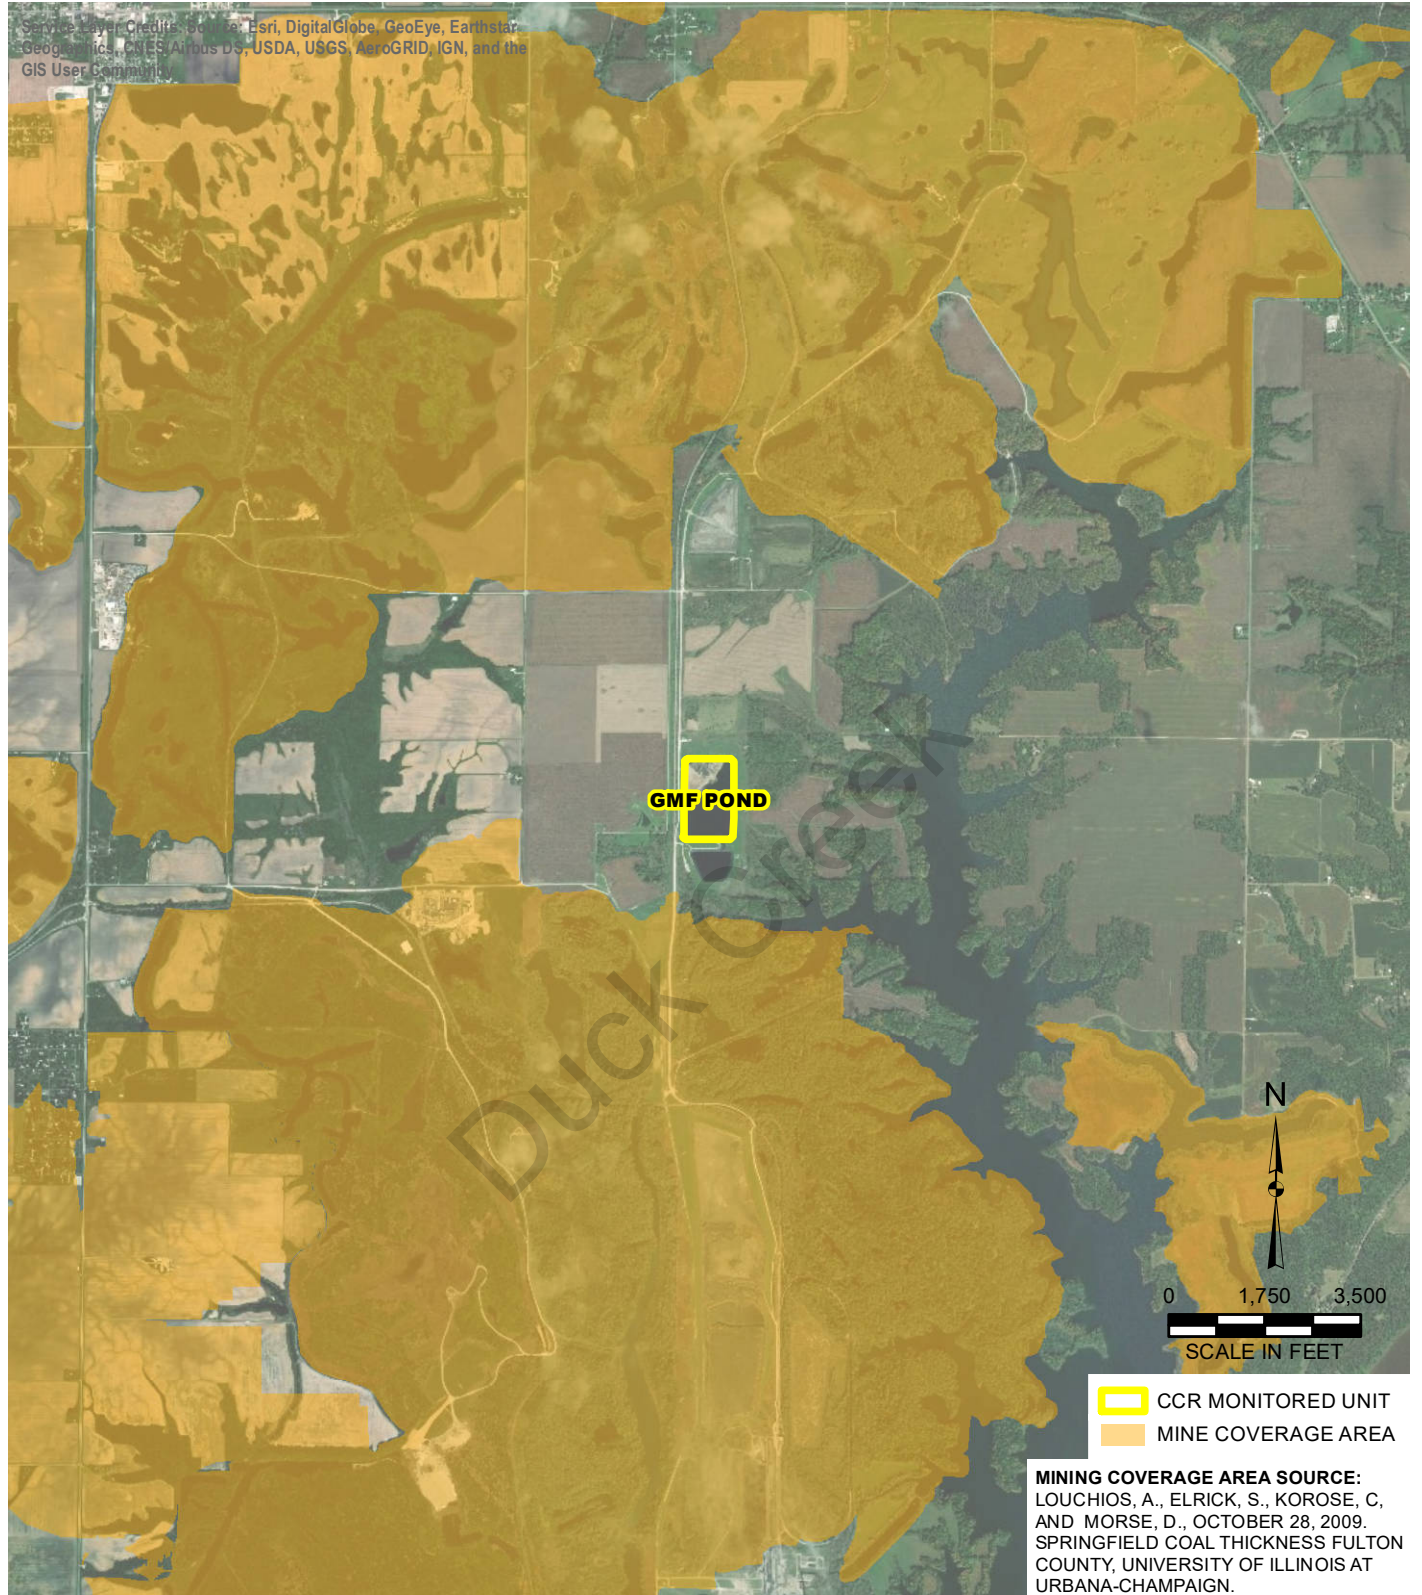 Service Layer Credits: Source: Esri, DigitalGlobe, GeoEye, Earthstar
Geographics, CNES/Airbus DS, USDA, USGS, AeroGRID, IGN, and the
GIS User Community
GMF POND
Duck Creek
N
0 1,750 3,500
SCALE IN FEET
CCR MONITORED UNIT
MINE COVERAGE AREA
MINING COVERAGE AREA SOURCE:
LOUCHIOS, A., ELRICK, S., KOROSE, C,
AND MORSE, D., OCTOBER 28, 2009.
SPRINGFIELD COAL THICKNESS FULTON
COUNTY, UNIVERSITY OF ILLINOIS AT
URBANA-CHAMPAIGN.